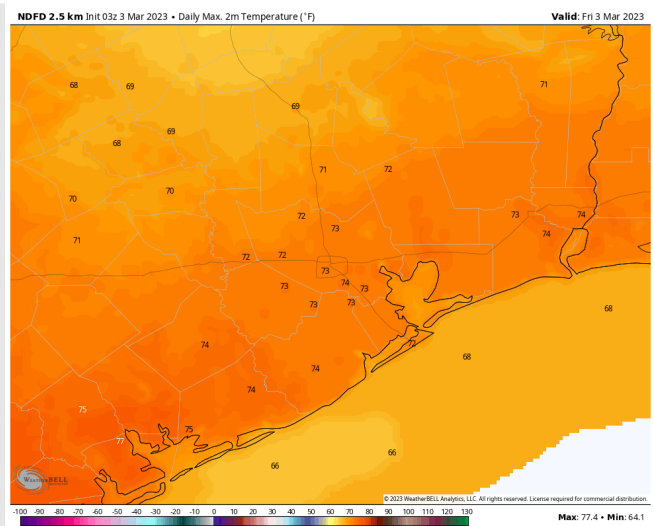 NDFD 2.5 km Init 03z 3 Mar 2023 • Daily Max. 2m Temperature (°F)
Valid: Fri 3 Mar 2023
68 69 71
69
69
68
71 72
70 70
72 73 74
73 74
71
72 72
73
73 74 73
73 73
68
72
74 68
74
74
75
75
77
66
66
WeatherBELL
© 2023 WeatherBELL Analytics, LLC. All rights reserved. License required for commercial distribution.
-100 -90 -80 -70 -60 -50 -40 -30 -20 -10 0 10 20 30 40 50 60 70 80 90 100 110 120 130
Max: 77.4 • Min: 64.1